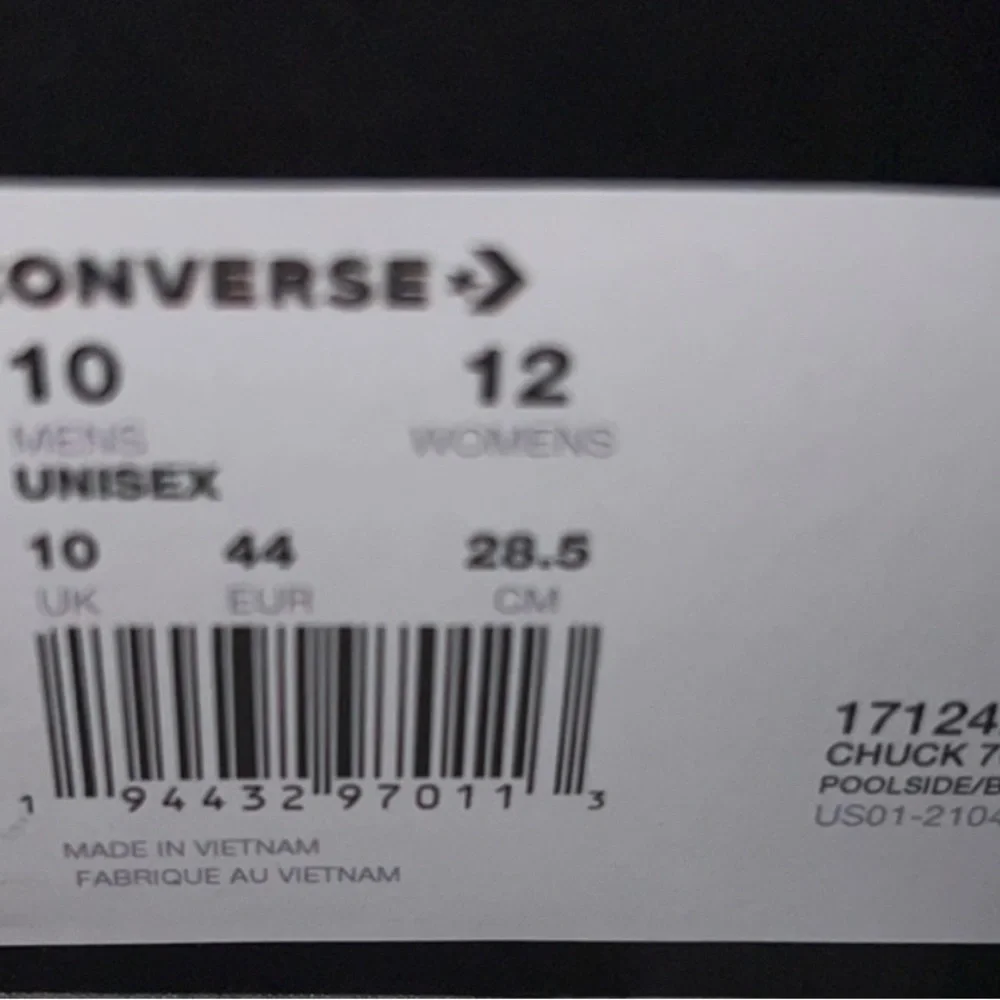 CONVERSE
10 12
MENS WOMENS
UNISEX
10 44 28.5
UK EUR CM
1 94432 97011 3
MADE IN VIETNAM
FABRIQUE AU VIETNAM
17124
CHUCK 7
POOLSIDE/B
US01-2104